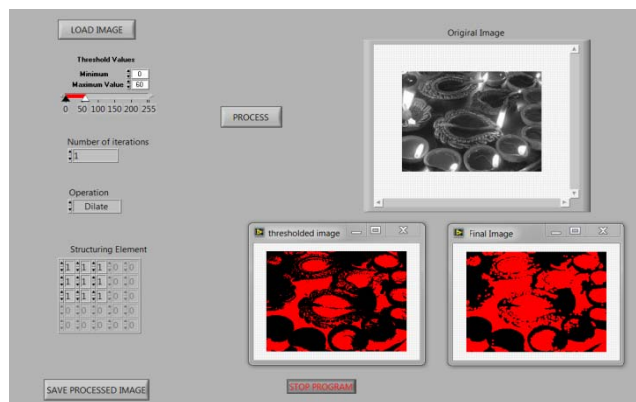 LOAD IMAGE
Threshold Values
Minimum 0
Maximum Value 60
0 50 100 150 200 255
Number of iterations
1
Operation
Dilate
Structuring Element
1 1 1 0 0
1 1 1 0 0
1 1 1 0 0
0 0 0 0 0
0 0 0 0 0
SAVE PROCESSED IMAGE
PROCESS
Original Image
thresholded image
Final Image
STOP PROGRAM